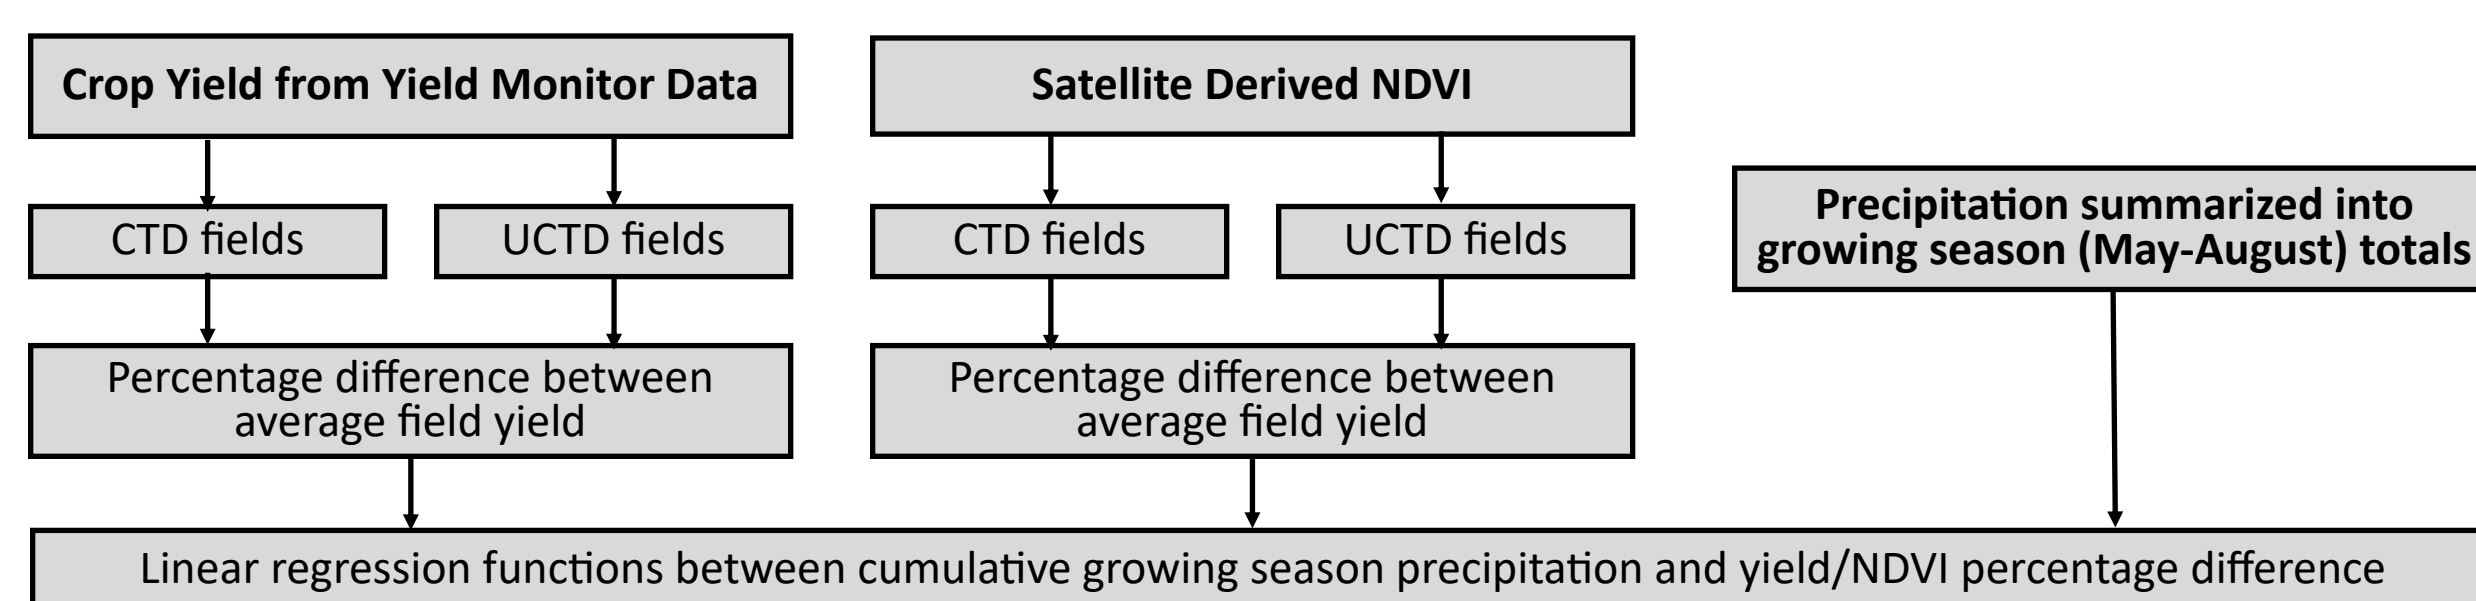 Crop Yield from Yield Monitor Data
Satellite Derived NDVI
CTD fields
UCTD fields
CTD fields
UCTD fields
Precipitation summarized into
growing season (May-August) totals
Percentage difference between
average field yield
Percentage difference between
average field yield
Linear regression functions between cumulative growing season precipitation and yield/NDVI percentage difference